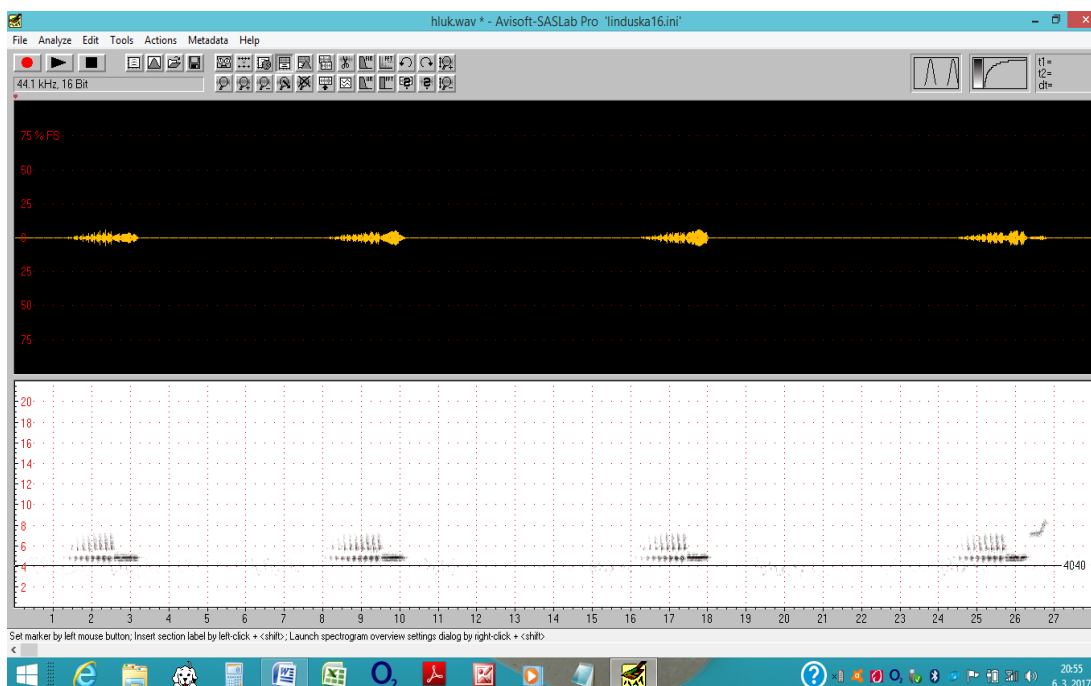 hluk.wav * - Avisoft-SASLab Pro 'linduska16.ini'
File Analyze Edit Tools Actions Metadata Help
44.1 kHz, 16 Bit
t1 =
t2=
dt=
75 % FS
50
25
0
25
50
75
20
18
16
14
12
10
8
6
4
2
4040
1 2 3 4 5 6 7 8 9 10 11 12 13 14 15 16 17 18 19 20 21 22 23 24 25 26 27
Set marker by left mouse button; Insert section label by left-click + <shift>; Launch spectrogram overview settings dialog by right-click + <shift>
20:55